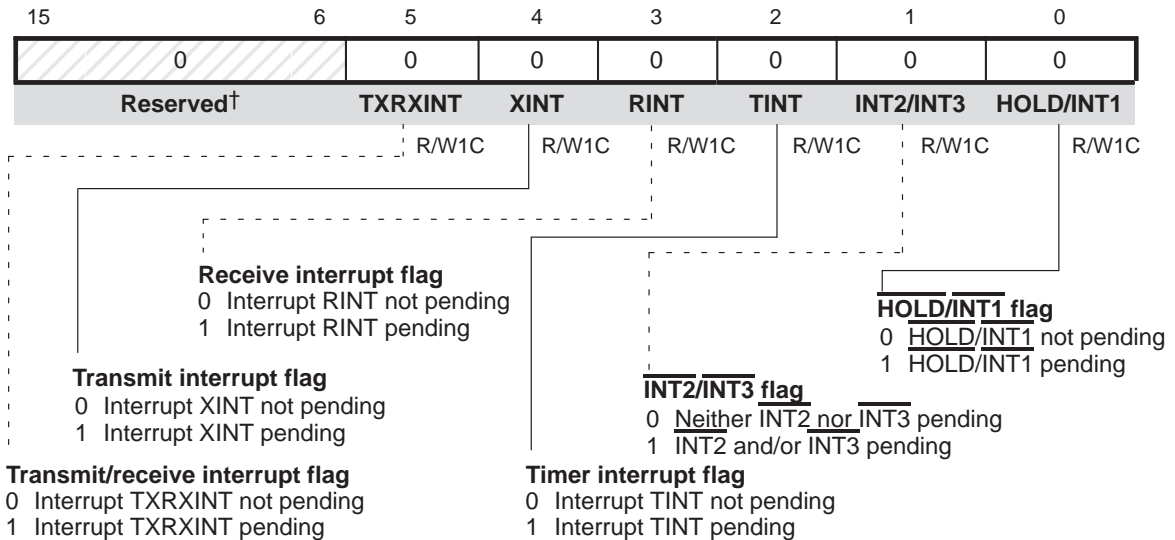 15 6 5 4 3 2 1 0
0 0 0 0 0 0 0
Reserved† TXRXINT XINT RINT TINT INT2/INT3 HOLD/INT1
R/W1C R/W1C R/W1C R/W1C R/W1C R/W1C
Receive interrupt flag
0 Interrupt RINT not pending
1 Interrupt RINT pending
HOLD/INT1 flag
0 HOLD/INT1 not pending
1 HOLD/INT1 pending
Transmit interrupt flag
0 Interrupt XINT not pending
1 Interrupt XINT pending
INT2/INT3 flag
0 Neither INT2 nor INT3 pending
1 INT2 and/or INT3 pending
Transmit/receive interrupt flag
0 Interrupt TXRXINT not pending
1 Interrupt TXRXINT pending
Timer interrupt flag
0 Interrupt TINT not pending
1 Interrupt TINT pending